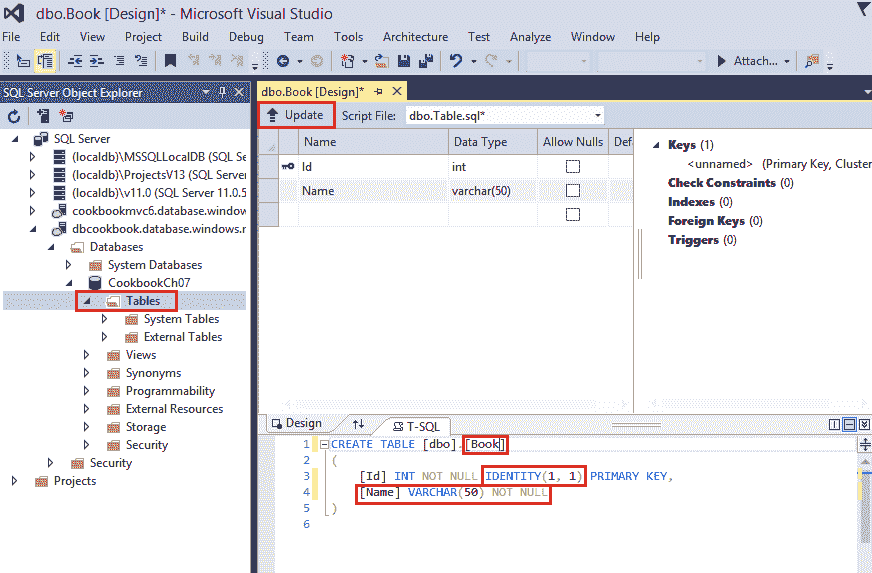 dbo.Book [Design]* - Microsoft Visual Studio
File Edit View Project Build Debug Team Tools Architecture Test Analyze Window Help
Attach...
SQL Server Object Explorer
dbo.Book [Design]*
Update Script File: dbo.Table.sql*
SQL Server
(localdb)\MSSQLLocalDB (SQL Se
(localdb)\ProjectsV13 (SQL Serve
(localdb)\v11.0 (SQL Server 11.0.5
cookbookmvc6.database.window
dbcookbook.database.windows.r
Databases
System Databases
CookbookCh07
Tables
System Tables
External Tables
Views
Synonyms
Programmability
External Resources
Storage
Security
Security
Projects
Name Data Type Allow Nulls Defa
Id int
Name varchar(50)
Keys (1)
<unnamed> (Primary Key, Cluster
Check Constraints (0)
Indexes (0)
Foreign Keys (0)
Triggers (0)
Design T-SQL
1 CREATE TABLE [dbo].[Book]
2 (
3 [Id] INT NOT NULL IDENTITY(1, 1) PRIMARY KEY,
4 [Name] VARCHAR(50) NOT NULL
5 )
6